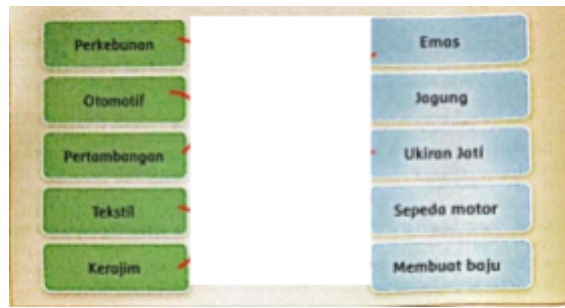 Perkebunan
Emas
Otomotif
Jagung
Pertambangan
Ukiran Jati
Tekstil
Sepeda motor
Kerajim
Membuat baju